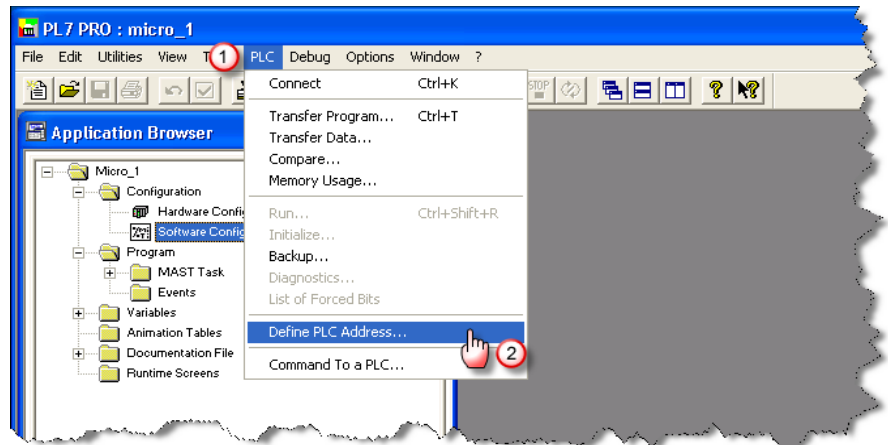 PL7 PRO : micro_1
File Edit Utilities View T 1 PLC Debug Options Window ?
STOP
Application Browser
Micro_1
Configuration
Hardware Config
Software Config
Program
MAST Task
Events
Variables
Animation Tables
Documentation File
Runtime Screens
Connect Ctrl+K
Transfer Program... Ctrl+T
Transfer Data...
Compare...
Memory Usage...
Run... Ctrl+Shift+R
Initialize...
Backup...
Diagnostics...
List of Forced Bits
Define PLC Address...
2
Command To a PLC...